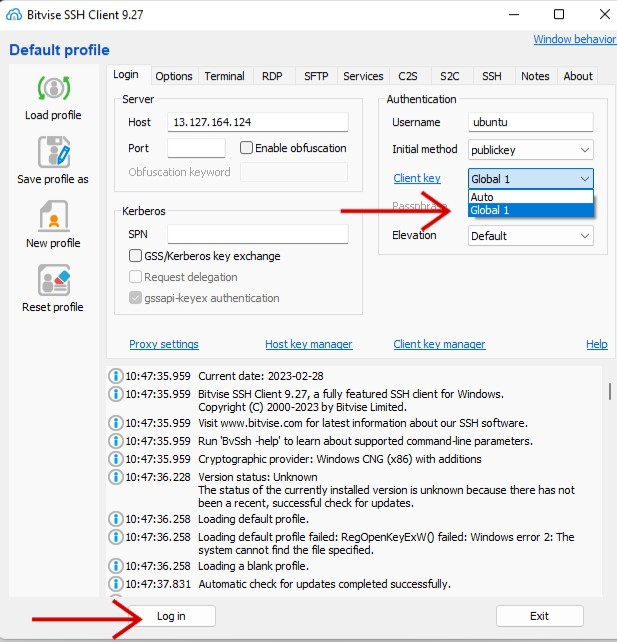 Bitvise SSH Client 9.27
Window behavior
Default profile
Load profile
Save profile as
New profile
Reset profile
Login Options Terminal RDP SFTP Services C2S S2C SSH Notes About
Server
Host 13.127.164.124
Port Enable obfuscation
Obfuscation keyword
Kerberos
SPN
GSS/Kerberos key exchange
Request delegation
gssapi-keyex authentication
Authentication
Username ubuntu
Initial method publickey
Client key Global 1
Auto
Global 1
Passphrase
Elevation Default
Proxy settings Host key manager Client key manager Help
10:47:35.959 Current date: 2023-02-28
10:47:35.959 Bitvise SSH Client 9.27, a fully featured SSH client for Windows.
Copyright (C) 2000-2023 by Bitvise Limited.
10:47:35.959 Visit www.bitvise.com for latest information about our SSH software.
10:47:35.959 Run 'BvSsh -help' to learn about supported command-line parameters.
10:47:35.959 Cryptographic provider: Windows CNG (x86) with additions
10:47:36.228 Version status: Unknown
The status of the currently installed version is unknown because there has not
been a recent, successful check for updates.
10:47:36.258 Loading default profile.
10:47:36.258 Loading default profile failed: RegOpenKeyExW() failed: Windows error 2: The
system cannot find the file specified.
10:47:36.258 Loading a blank profile.
10:47:37.831 Automatic check for updates completed successfully.
Log in Exit